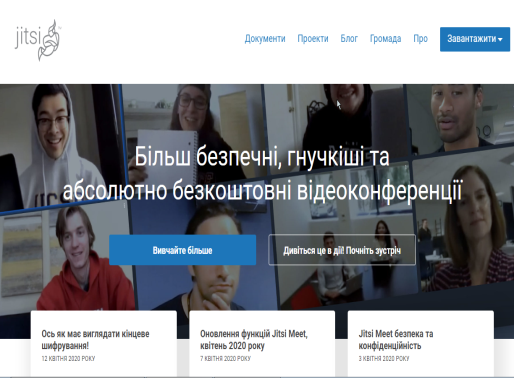 jitsi
Документи Проекти Блог Громада Про Завантажити
Більш безпечні, гнучкіші та
абсолютно безкоштовні відеоконференції
Вивчайте більше
Дивіться це в дії! Почніть зустріч
Ось як має виглядати кінцеве
шифрування!
12 КВІТНЯ 2020 РОКУ
Оновлення функцій Jitsi Meet,
квітень 2020 року
7 КВІТНЯ 2020 РОКУ
Jitsi Meet безпека та
конфіденційність
3 КВІТНЯ 2020 РОКУ